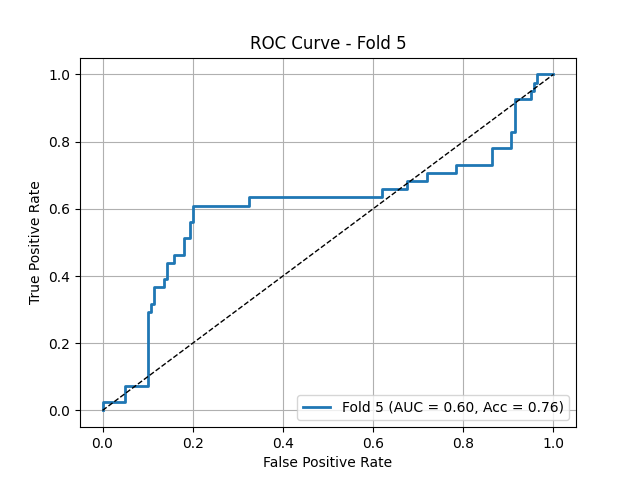 ROC Curve - Fold 5
True Positive Rate
1.0
0.8
0.6
0.4
0.2
0.0
Fold 5 (AUC = 0.60, Acc = 0.76)
0.0 0.2 0.4 0.6 0.8 1.0
False Positive Rate